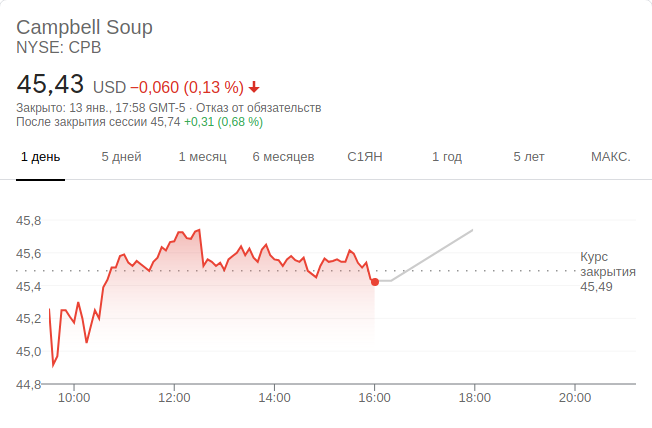 Campbell Soup
NYSE: CPB
45,43 USD −0,060 (0,13 %)
Закрыто: 13 янв., 17:58 GMT-5 · Отказ от обязательств
После закрытия сессии 45,74 +0,31 (0,68 %)
1 день 5 дней 1 месяц 6 месяцев С1ЯН 1 год 5 лет МАКС.
45,8
45,6
45,4
45,2
45,0
44,8
Курс
закрытия
45,49
10:00 12:00 14:00 16:00 18:00 20:00